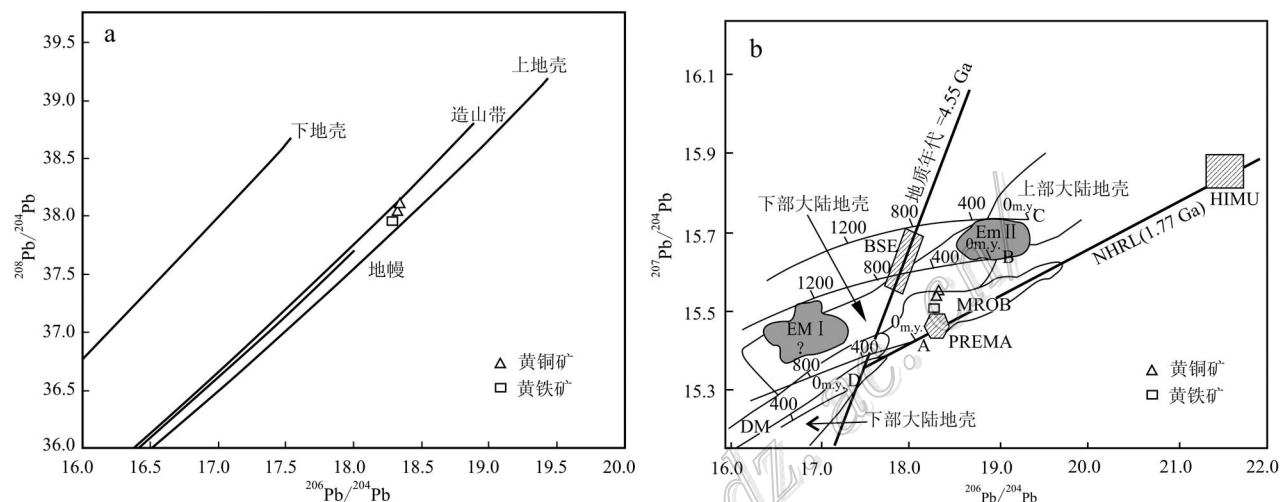 a
39.5
39.0
38.5
38.0
37.5
37.0
36.5
36.0
²⁰⁸Pb/²⁰⁴Pb
上地壳
造山带
下地壳
地幔
黄铜矿
黄铁矿
16.0 17.5 18.0 18.5 19.0 19.5 20.0
²⁰⁶Pb/²⁰⁴Pb
b
16.1
15.9
15.7
15.5
15.3
²⁰⁷Pb/²⁰⁴Pb
地质年代 =4.55 Ga
下部大陆地壳
上部大陆地壳
800
400
0m.y.
C
1200
BSE
Em II
0m.y.
B
400
800
1200
HIMU
NHRL(1.77 Ga)
EM I
?
MROB
0m.y.
A
PREMA
400
800
0m.y.
D
400
DM
下部大陆地壳
黄铜矿
黄铁矿
16.0 17.0 18.0 19.0 20.0 21.0 22.0
²⁰⁶Pb/²⁰⁴Pb